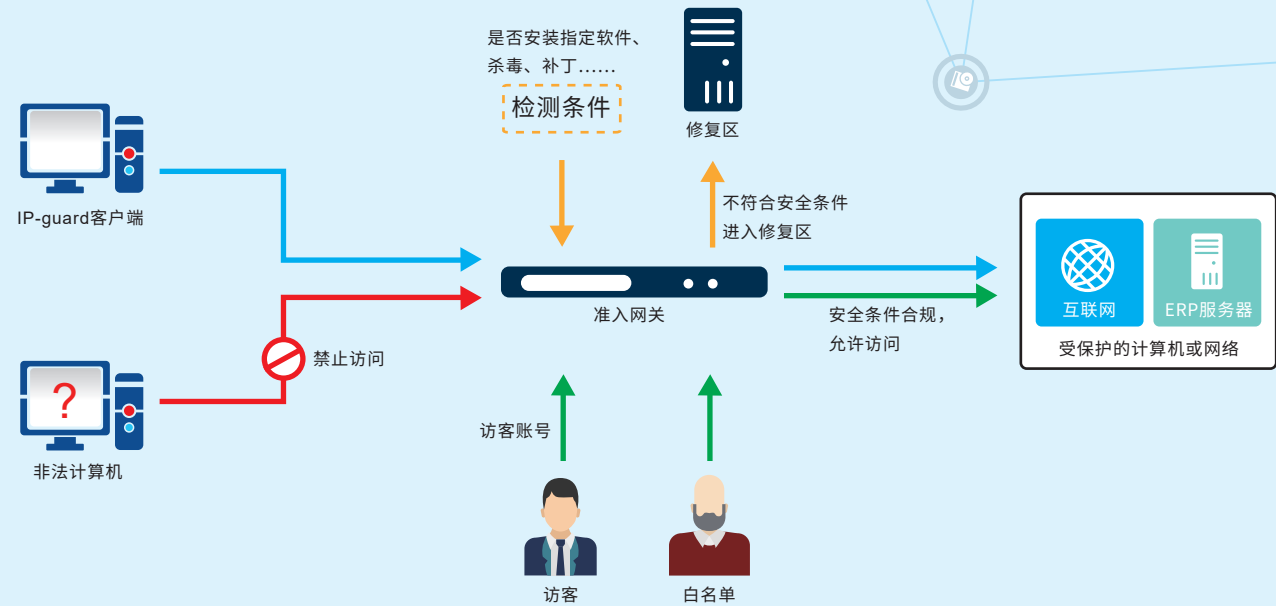 是否安装指定软件、
杀毒、补丁……
检测条件
修复区
IP-guard客户端
不符合安全条件
进入修复区
准入网关
安全条件合规，
允许访问
互联网
ERP服务器
受保护的计算机或网络
禁止访问
?
非法计算机
访客账号
访客
白名单